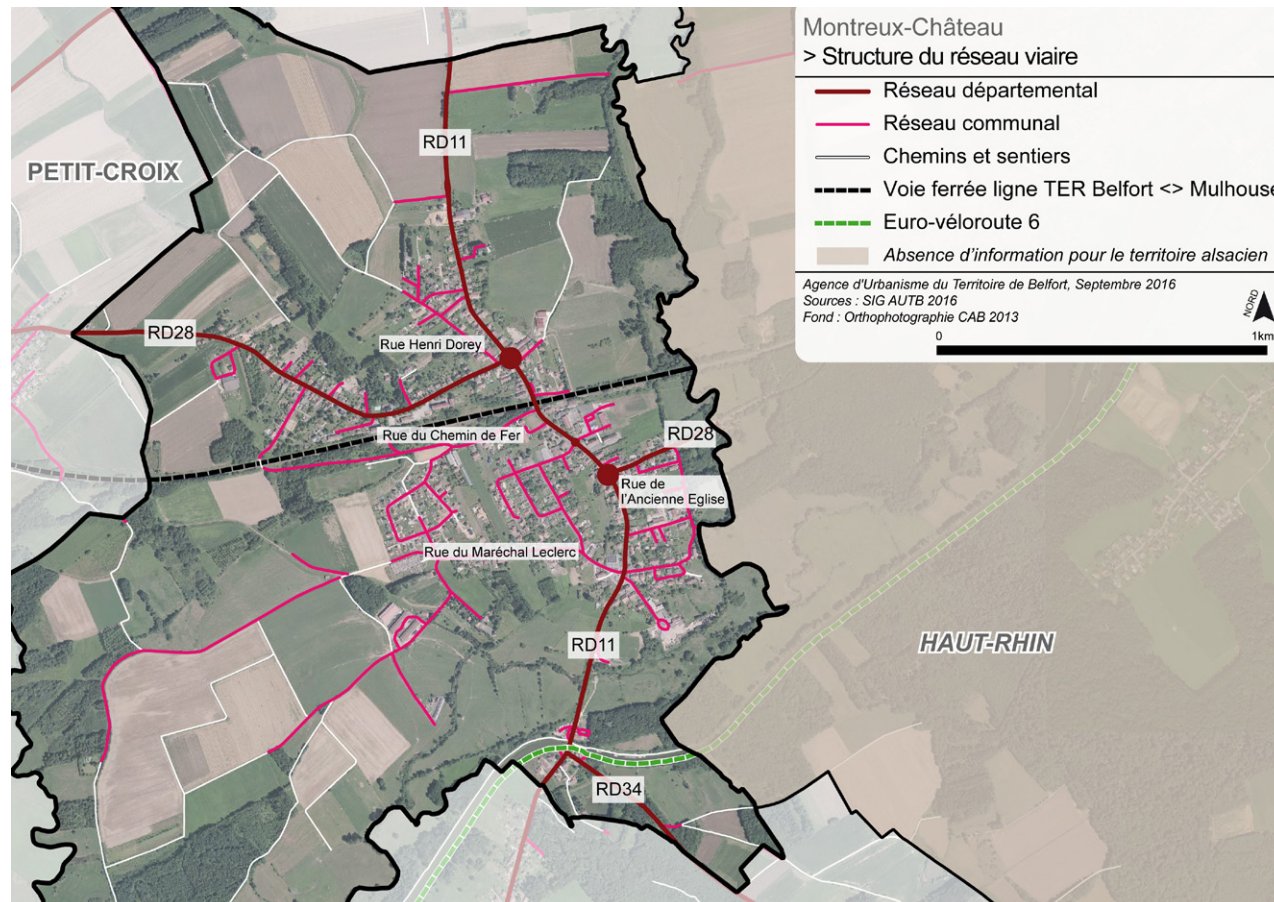 Montreux-Château
> Structure du réseau viaire
Réseau départemental
Réseau communal
Chemins et sentiers
Voie ferrée ligne TER Belfort <> Mulhouse
Euro-véloroute 6
Absence d'information pour le territoire alsacien
Agence d'Urbanisme du Territoire de Belfort, Septembre 2016
Sources : SIG AUTB 2016
Fond : Orthophotographie CAB 2013
NORD
0
1km
RD11
PETIT-CROIX
RD28
Rue Henri Dorey
Rue du Chemin de Fer
RD28
Rue de
l'Ancienne Eglise
Rue du Maréchal Leclerc
RD11
HAUT-RHIN
RD34